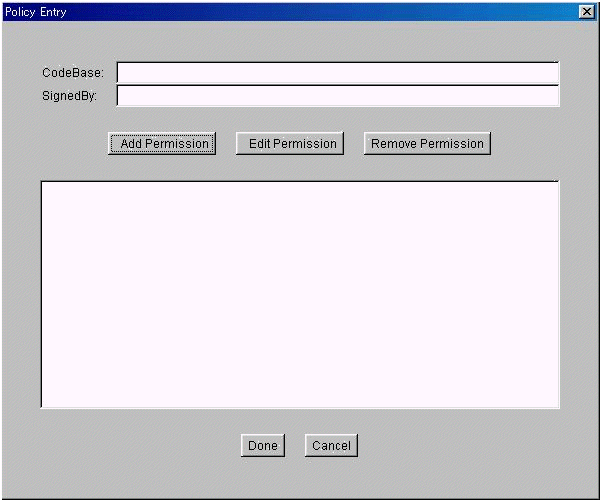 Policy Entry
CodeBase:
SignedBy:
Add Permission Edit Permission Remove Permission
Done Cancel